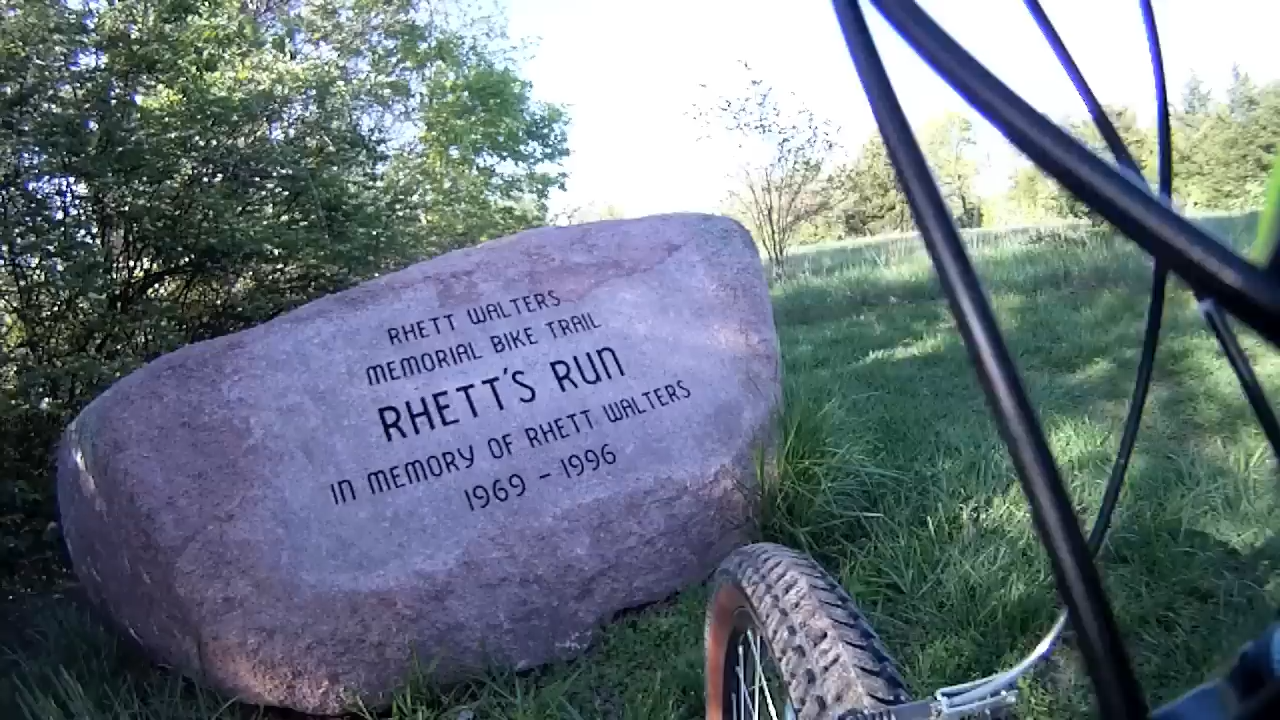 RHETT WALTERS
MEMORIAL BIKE TRAIL
RHETT'S RUN
IN MEMORY OF RHETT WALTERS
1969 - 1996